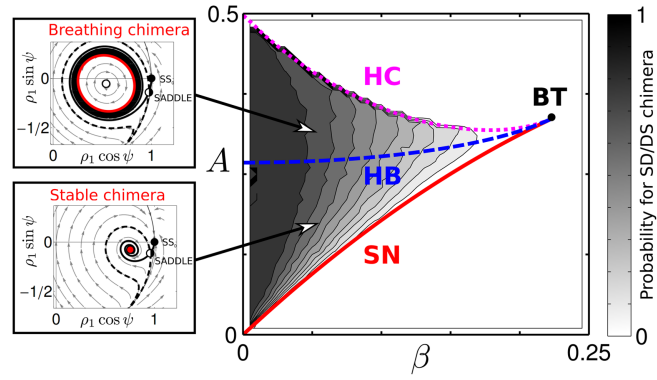 Breathing chimera
ρ₁ sin ψ
0
−1/2
SSₛ
SADDLE
0
1
ρ₁ cos ψ
Stable chimera
ρ₁ sin ψ
0
−1/2
SSₛ
SADDLE
0
1
ρ₁ cos ψ
0.5
A
0
HC
BT
HB
SN
0
β
0.25
1
0
Probability for SD/DS chimera